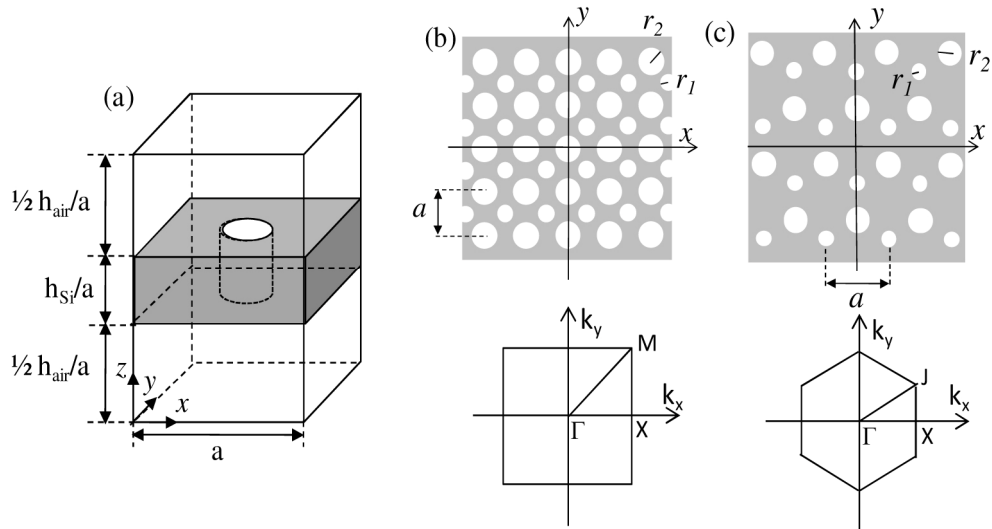 (a)
½ h_air/a
h_Si/a
½ h_air/a
z
y
x
a
(b)
y
r_2
r_1
x
a
k_y
M
k_x
Γ
X
(c)
y
r_2
r_1
x
a
k_y
J
k_x
Γ
X